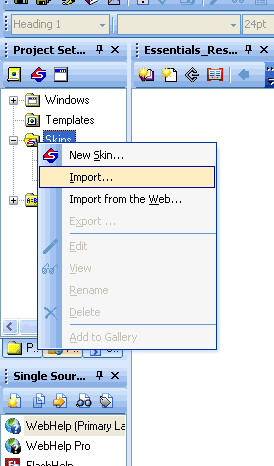 Heading 1
24pt
Project Set...
Essentials_Res
Windows
Templates
Skins
New Skin...
Import...
Import from the Web...
Export ...
Edit
View
Rename
Delete
Add to Gallery
P...
Single Sour...
WebHelp (Primary La
WebHelp Pro
FlashHelp